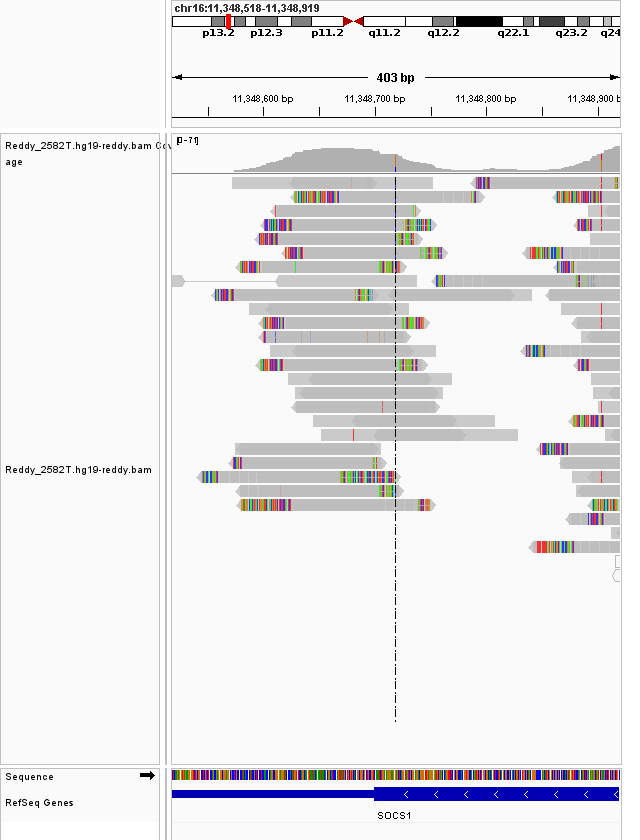 chr16:11,348,518-11,348,919
p13.2 p12.3 p11.2 q11.2 q12.2 q22.1 q23.2 q24
403 bp
11,348,600 bp 11,348,700 bp 11,348,800 bp 11,348,900 b
[0-71]
Reddy_2582T.hg19-reddy.bam Cov
age
Reddy_2582T.hg19-reddy.bam
Sequence
RefSeq Genes
SOCS1